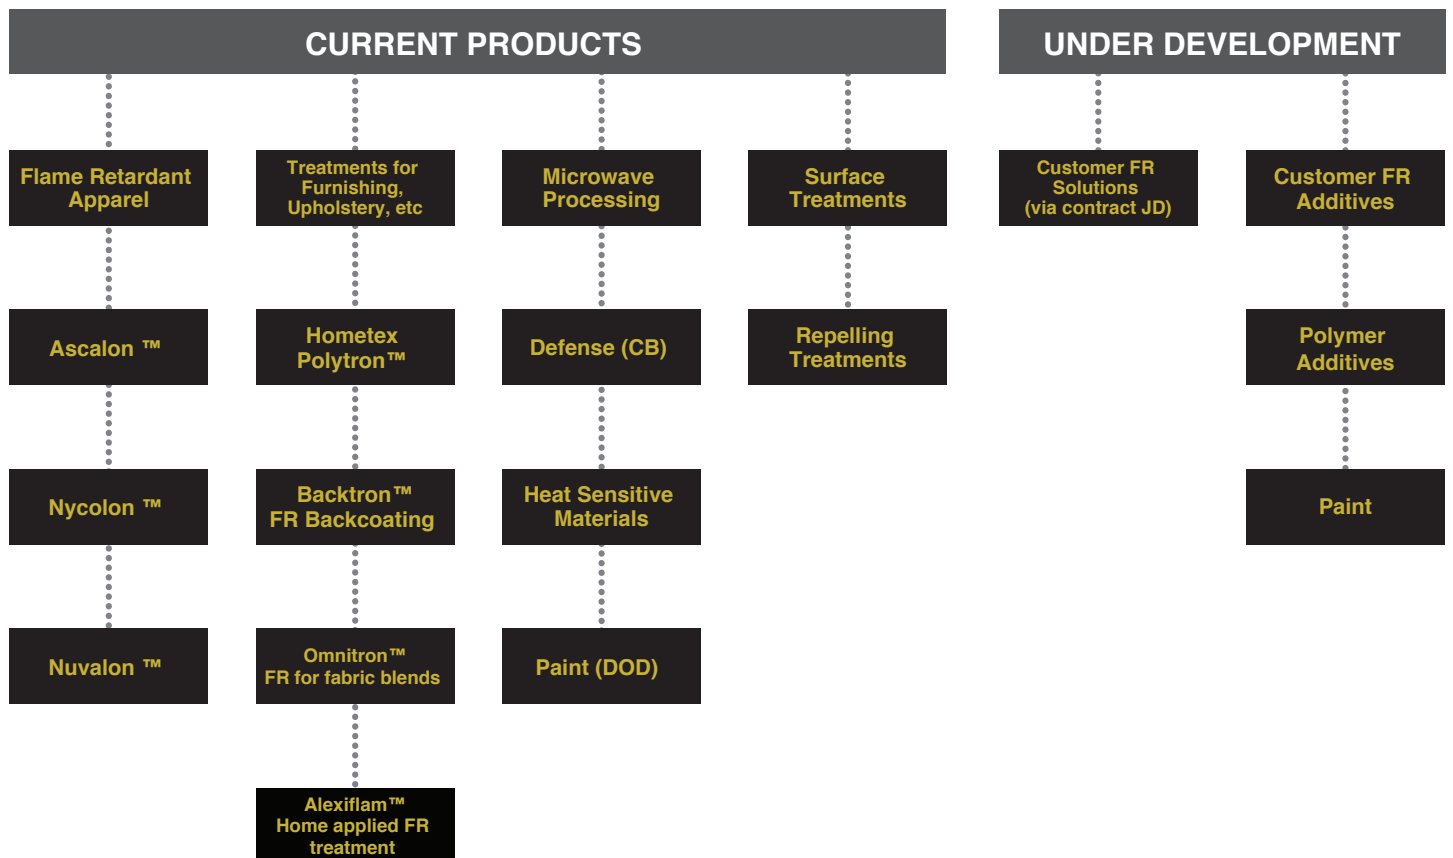 CURRENT PRODUCTS
UNDER DEVELOPMENT
Flame Retardant
Apparel
Treatments for
Furnishing,
Upholstery, etc
Microwave
Processing
Surface
Treatments
Customer FR
Solutions
(via contract JD)
Customer FR
Additives
Ascalon ™
Hometex
Polytron™
Defense (CB)
Repelling
Treatments
Polymer
Additives
Nycolon ™
Backtron™
FR Backcoating
Heat Sensitive
Materials
Paint
Nuvalon ™
Omnitron™
FR for fabric blends
Paint (DOD)
Alexiflam™
Home applied FR
treatment